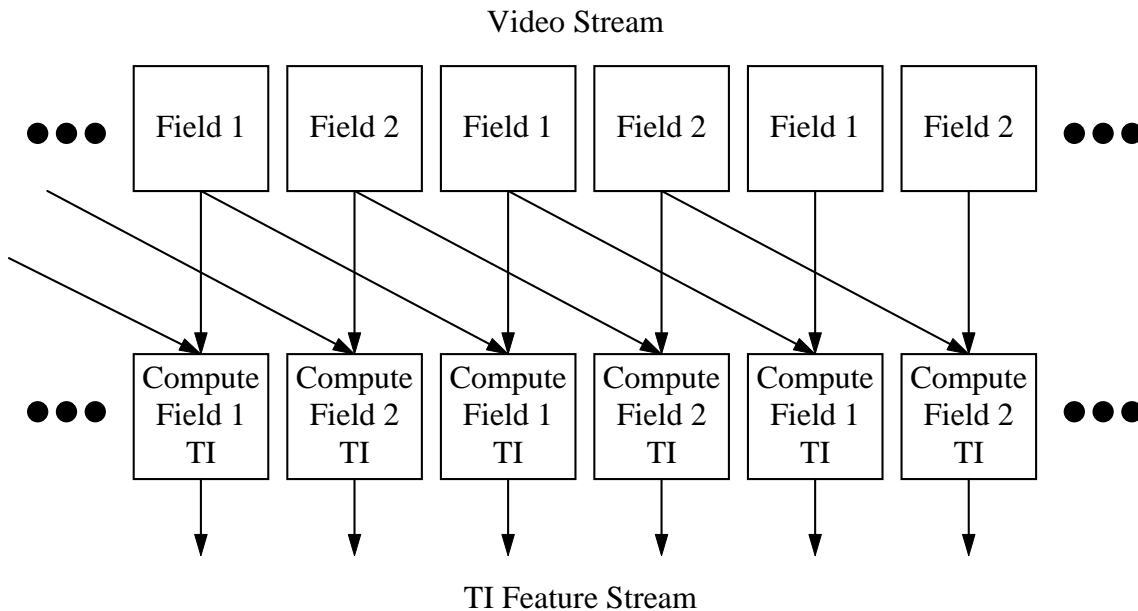 Video Stream
Field 1 Field 2 Field 1 Field 2 Field 1 Field 2
Compute Compute Compute Compute Compute Compute
Field 1 Field 2 Field 1 Field 2 Field 1 Field 2
TI TI TI TI TI TI
TI Feature Stream